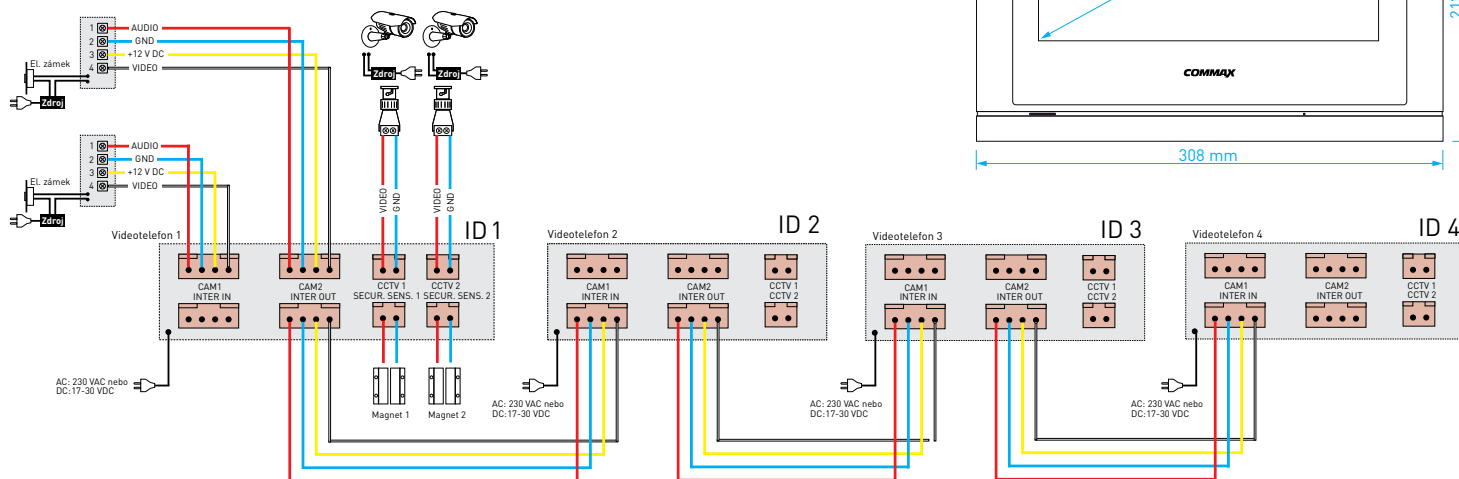 1 AUDIO
2 GND
3 +12 V DC
4 VIDEO
El. zámek
Zdroj
1 AUDIO
2 GND
3 +12 V DC
4 VIDEO
El. zámek
Zdroj
Zdroj
Zdroj
VIDEO
GND
VIDEO
GND
COMMAX
308 mm
Videotelefon 1
ID 1
CAM1
INTER IN
CAM2
INTER OUT
CCTV 1
SECUR. SENS. 1
CCTV 2
SECUR. SENS. 2
AC: 230 VAC nebo
DC:17-30 VDC
Magnet 1
Magnet 2
Videotelefon 2
ID 2
CAM1
INTER IN
CAM2
INTER OUT
CCTV 1
CCTV 2
AC: 230 VAC nebo
DC:17-30 VDC
Videotelefon 3
ID 3
CAM1
INTER IN
CAM2
INTER OUT
CCTV 1
CCTV 2
AC: 230 VAC nebo
DC:17-30 VDC
Videotelefon 4
ID 4
CAM1
INTER IN
CAM2
INTER OUT
CCTV 1
CCTV 2
AC: 230 VAC nebo
DC:17-30 VDC